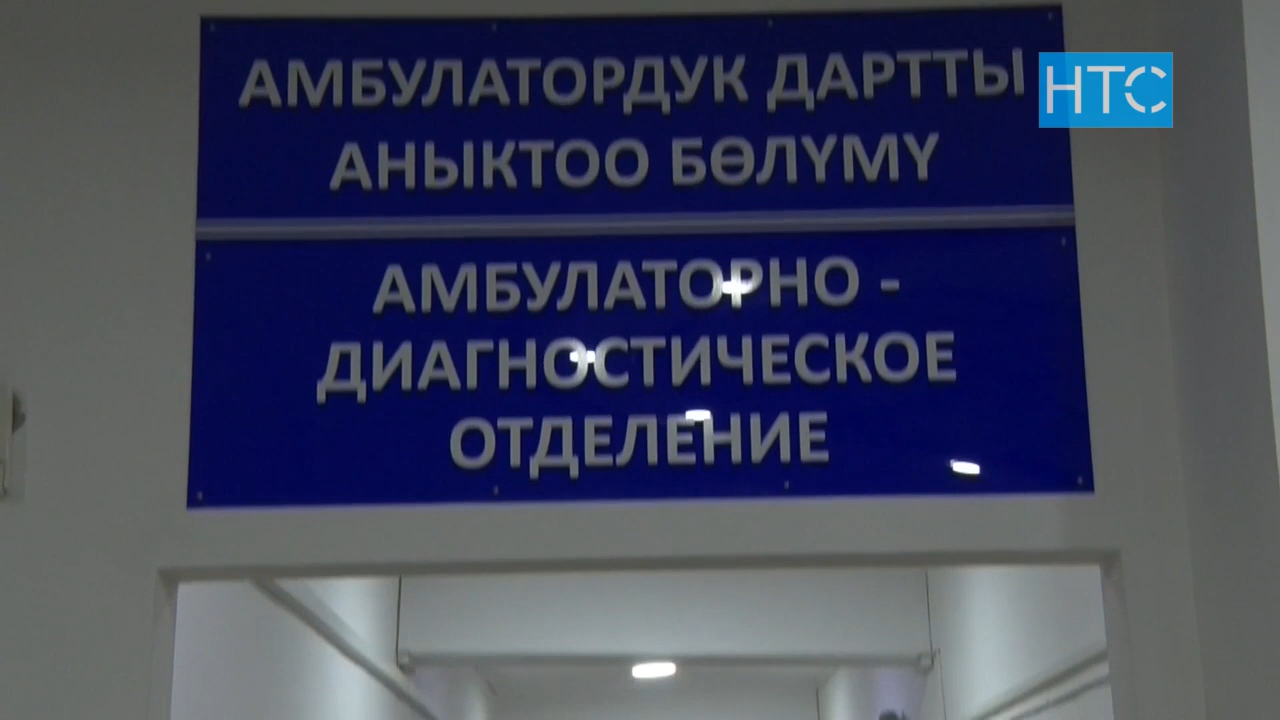 АМБУЛАТОРДУК ДАРТТЫ
АНЫКТОО БӨЛҮМҮ
АМБУЛАТОРНО -
ДИАГНОСТИЧЕСКОЕ
ОТДЕЛЕНИЕ
НТС